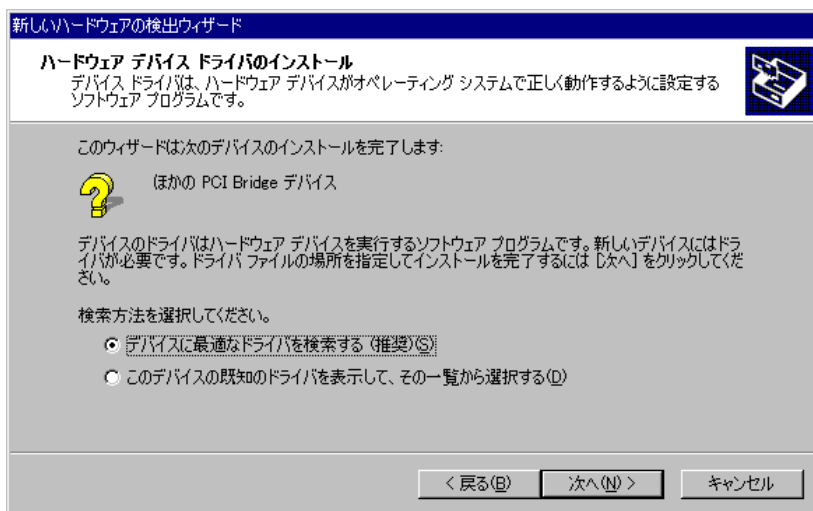 新しいハードウェアの検出ウィザード
ハードウェア デバイス ドライバのインストール
デバイス ドライバは、ハードウェア デバイスがオペレーティング システムで正しく動作するように設定する
ソフトウェア プログラムです。
このウィザードは次のデバイスのインストールを完了します:
ほかの PCI Bridge デバイス
デバイスのドライバはハードウェア デバイスを実行するソフトウェア プログラムです。新しいデバイスにはドラ
イバが必要です。ドライバ ファイルの場所を指定してインストールを完了するには [次へ] をクリックしてくだ
さい。
検索方法を選択してください。
デバイスに最適なドライバを検索する (推奨)(S)
このデバイスの既知のドライバを表示して、その一覧から選択する(D)
< 戻る(B)
次へ(N) >
キャンセル